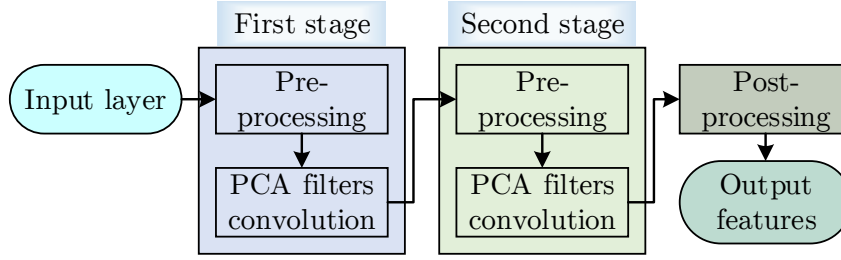 First stage
Second stage
Input layer
Pre-
processing
PCA filters
convolution
Pre-
processing
PCA filters
convolution
Post-
processing
Output
features